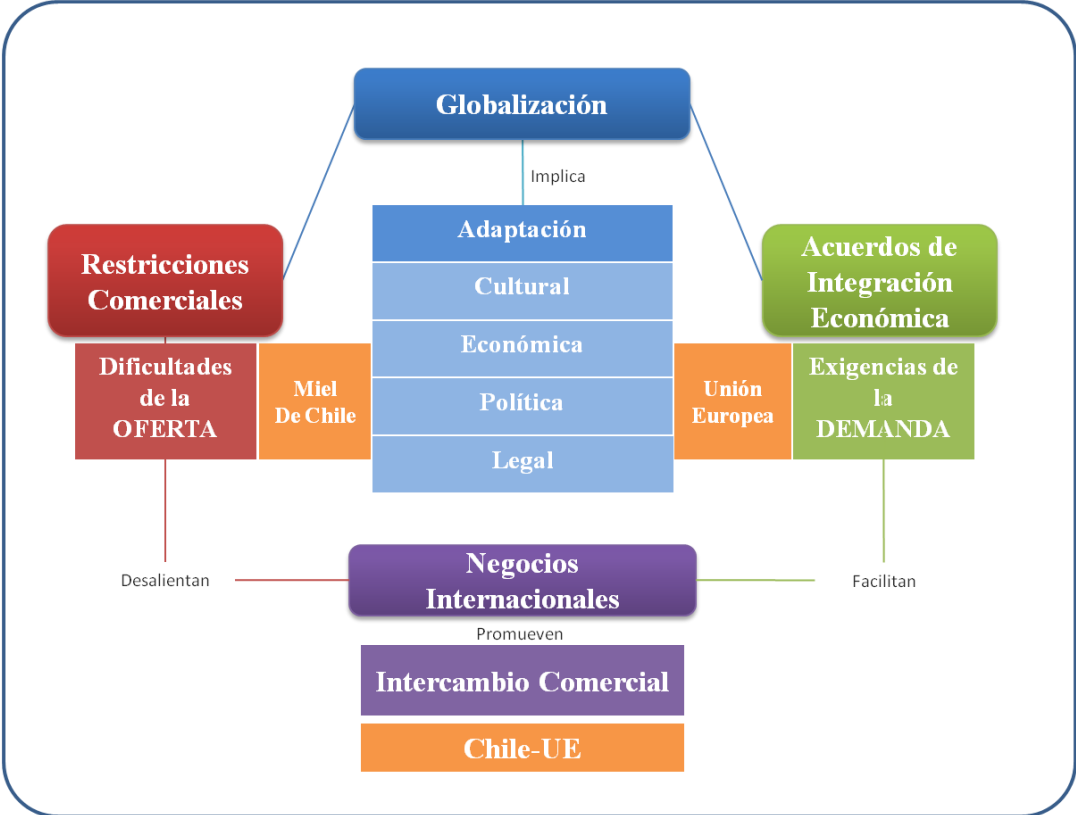 Globalización
Implica
Restricciones
Comerciales
Adaptación
Cultural
Económica
Política
Legal
Acuerdos de
Integración
Económica
Dificultades
de la
OFERTA
Miel
De Chile
Unión
Europea
Exigencias de
la
DEMANDA
Desalientan
Negocios
Internacionales
Facilitan
Promueven
Intercambio Comercial
Chile-UE